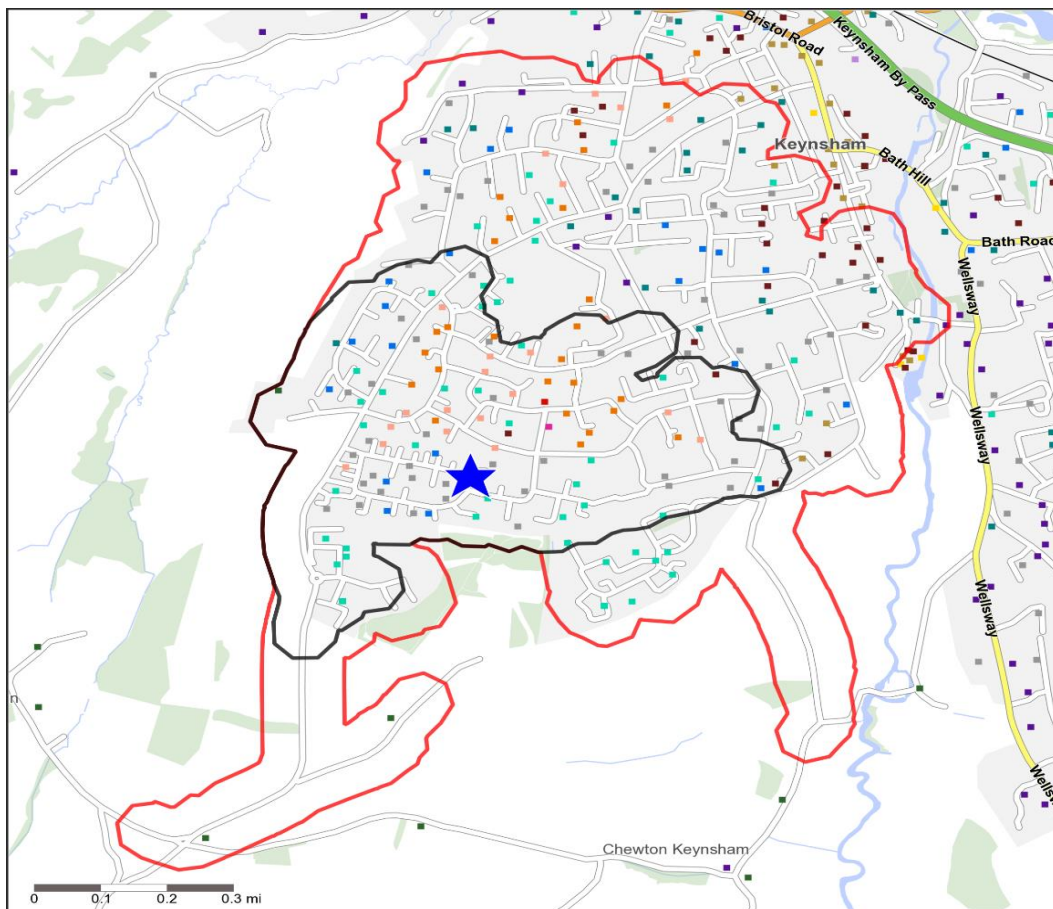 Bristol Road
Keynsham By Pass
Keynsham
Bath Hill
Bath Road
Wellsway
Wellsway
Wellsway
Wellsway
n
Chewton Keynsham
0 0.1 0.2 0.3 mi